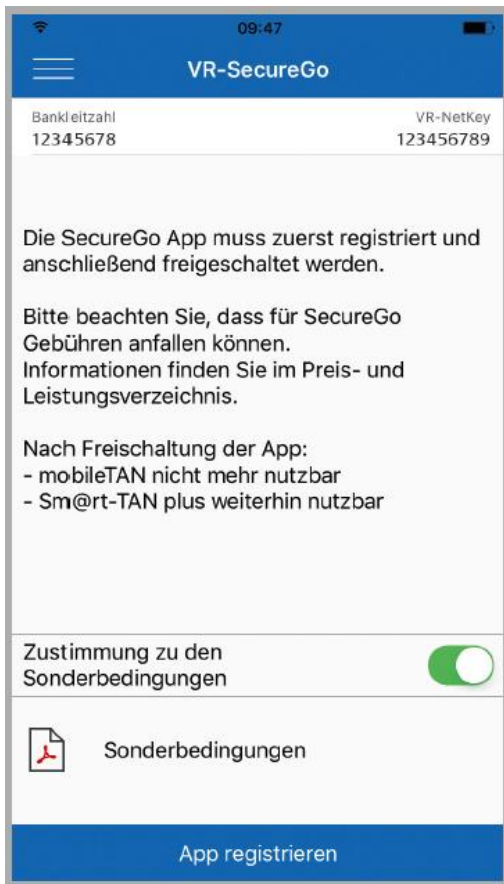 09:47
VR-SecureGo
Bankleitzahl VR-NetKey
12345678 123456789
Die SecureGo App muss zuerst registriert und
anschließend freigeschaltet werden.
Bitte beachten Sie, dass für SecureGo
Gebühren anfallen können.
Informationen finden Sie im Preis- und
Leistungsverzeichnis.
Nach Freischaltung der App:
- mobileTAN nicht mehr nutzbar
- Sm@rt-TAN plus weiterhin nutzbar
Zustimmung zu den
Sonderbedingungen
Sonderbedingungen
App registrieren